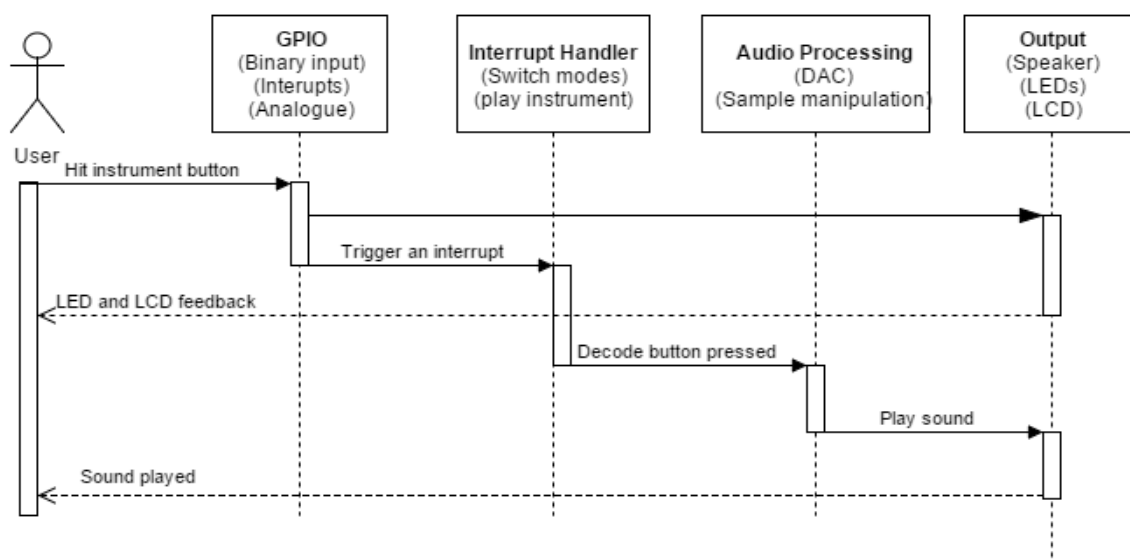 GPIO
(Binary input)
(Interupts)
(Analogue)
Interrupt Handler
(Switch modes)
(play instrument)
Audio Processing
(DAC)
(Sample manipulation)
Output
(Speaker)
(LEDs)
(LCD)
User
Hit instrument button
Trigger an interrupt
LED and LCD feedback
Decode button pressed
Play sound
Sound played